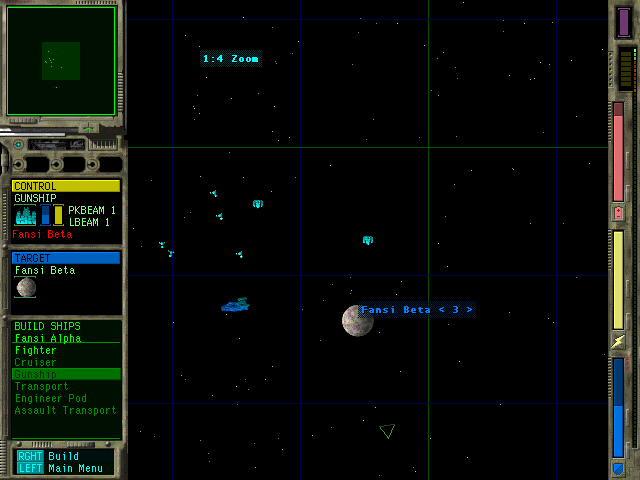 1:4 Zoom
CONTROL
GUNSHIP
PKBEAM 1
LBEAM 1
Fansi Beta
TARGET
Fansi Beta
Fansi Beta < 3 >
BUILD SHIPS
Fansi Alpha
Fighter
Cruiser
Gunship
Transport
Engineer Pod
Assault Transport
RGHT Build
LEFT Main Menu